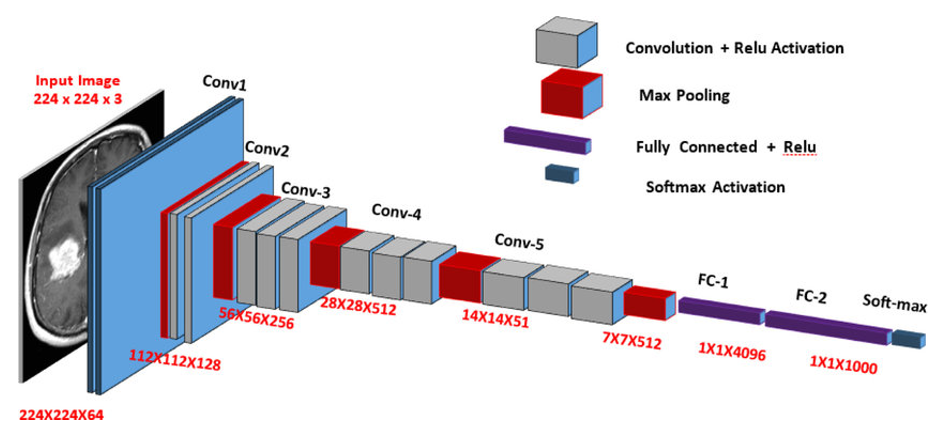 Input Image
224 x 224 x 3
Conv1
Conv2
Conv-3
Conv-4
Conv-5
FC-1
FC-2
Soft-max
224X224X64
112X112X128
56X56X256
28X28X512
14X14X51
7X7X512
1X1X4096
1X1X1000
Convolution + Relu Activation
Max Pooling
Fully Connected + Relu
Softmax Activation